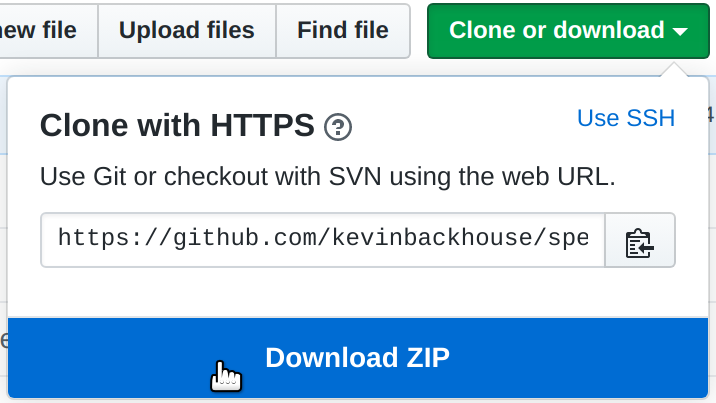 ew file Upload files Find file Clone or download
Clone with HTTPS ?
Use SSH
Use Git or checkout with SVN using the web URL.
https://github.com/kevinbackhouse/spe
Download ZIP